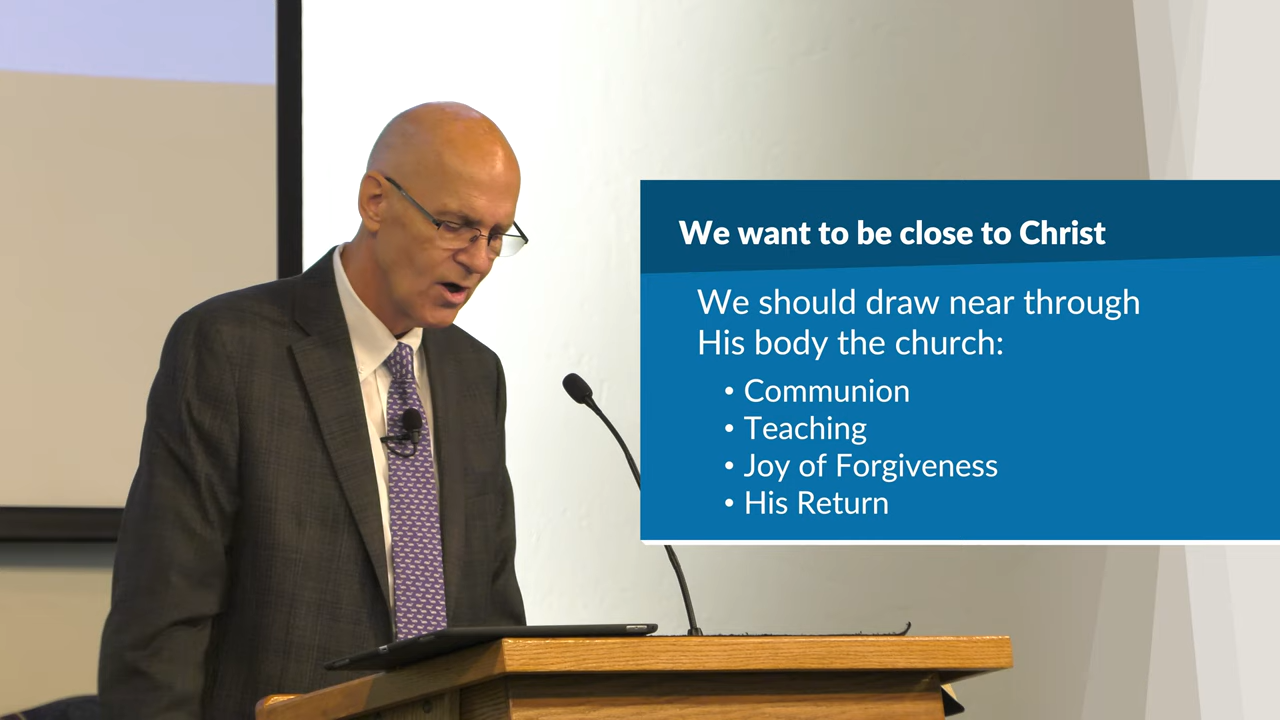 We want to be close to Christ
We should draw near through
His body the church:
• Communion
• Teaching
• Joy of Forgiveness
• His Return